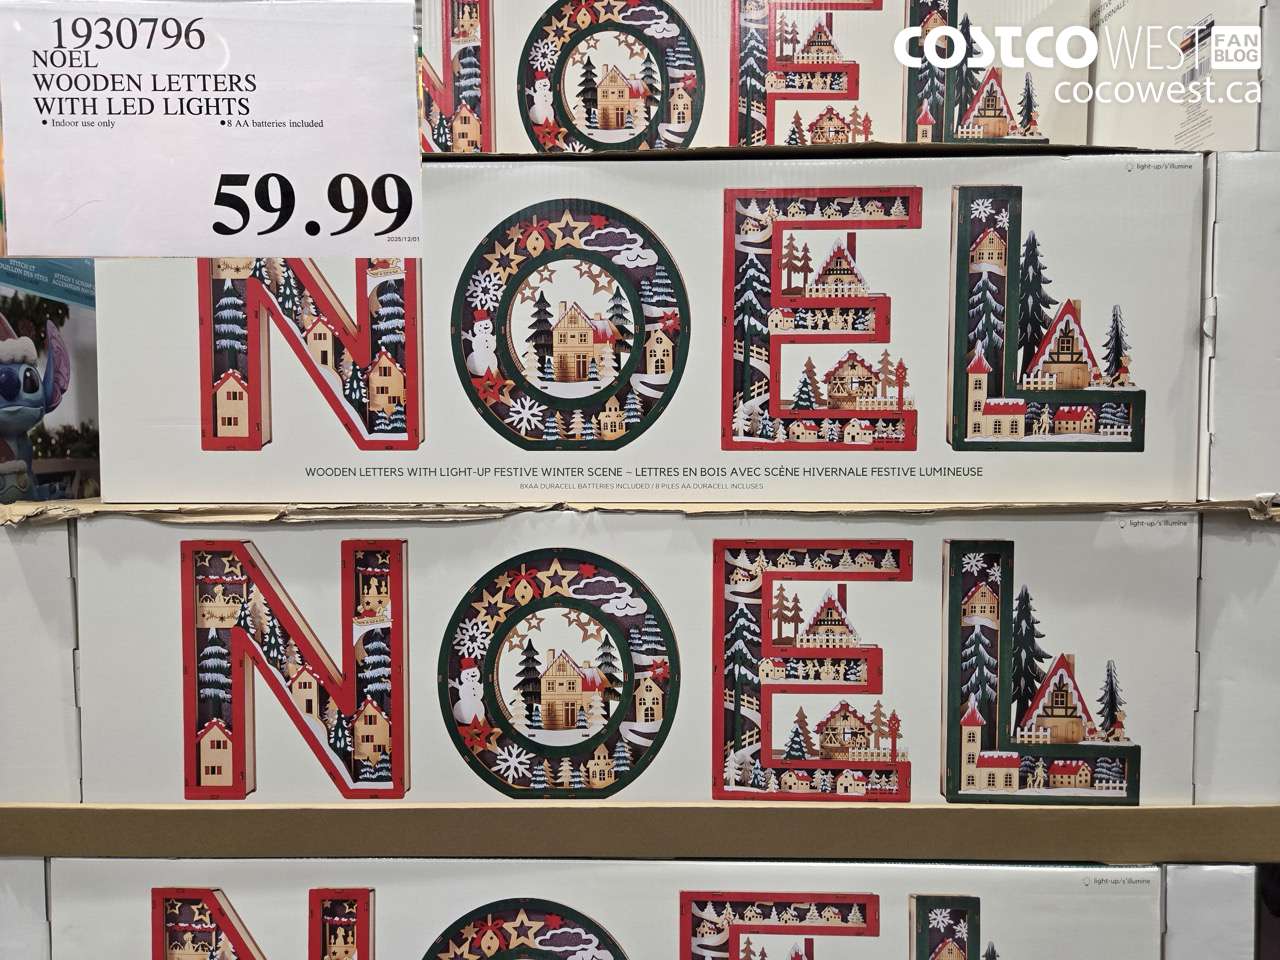 1930796
NOEL
WOODEN LETTERS
WITH LED LIGHTS
• Indoor use only • 8 AA batteries included
59.99
2025/12/01
COSTCO WEST FAN BLOG
cocowest.ca
light-up/s'illumine
NOEL
WOODEN LETTERS WITH LIGHT-UP FESTIVE WINTER SCENE ~ LETTRES EN BOIS AVEC SCÈNE HIVERNALE FESTIVE LUMINEUSE
8XAA DURACELL BATTERIES INCLUDED / 8 PILES AA DURACELL INCLUSES
light-up/s'illumine
NOEL
light-up/s'illumine